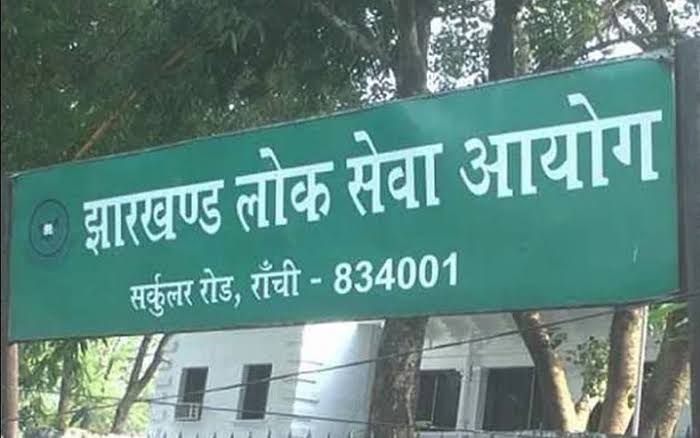 झारखण्ड लोक सेवा आयोग
सर्कुलर रोड, राँची - 834001